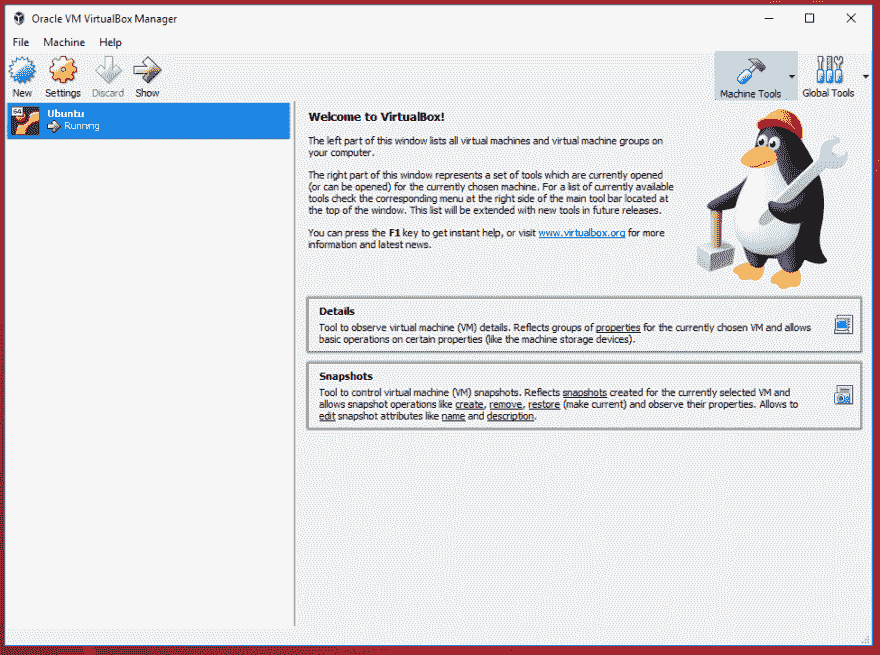 Oracle VM VirtualBox Manager
File Machine Help
New Settings Discard Show
Machine Tools Global Tools
64
Ubuntu
Running
Welcome to VirtualBox!
The left part of this window lists all virtual machines and virtual machine groups on
your computer.
The right part of this window represents a set of tools which are currently opened
(or can be opened) for the currently chosen machine. For a list of currently available
tools check the corresponding menu at the right side of the main tool bar located at
the top of the window. This list will be extended with new tools in future releases.
You can press the F1 key to get instant help, or visit www.virtualbox.org for more
information and latest news.
Details
Tool to observe virtual machine (VM) details. Reflects groups of properties for the currently chosen VM and allows
basic operations on certain properties (like the machine storage devices).
Snapshots
Tool to control virtual machine (VM) snapshots. Reflects snapshots created for the currently selected VM and
allows snapshot operations like create, remove, restore (make current) and observe their properties. Allows to
edit snapshot attributes like name and description.